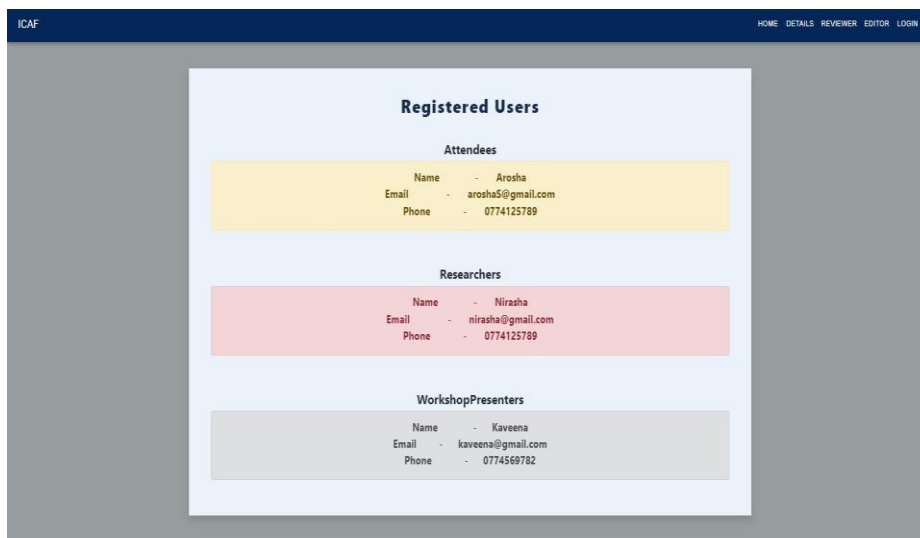 ICAF
HOME DETAILS REVIEWER EDITOR LOGIN
Registered Users
Attendees
Name - Arosha
Email - aroshaS@gmail.com
Phone - 0774125789
Researchers
Name - Nirasha
Email - nirasha@gmail.com
Phone - 0774125789
WorkshopPresenters
Name - Kaveena
Email - kaveena@gmail.com
Phone - 0774569782